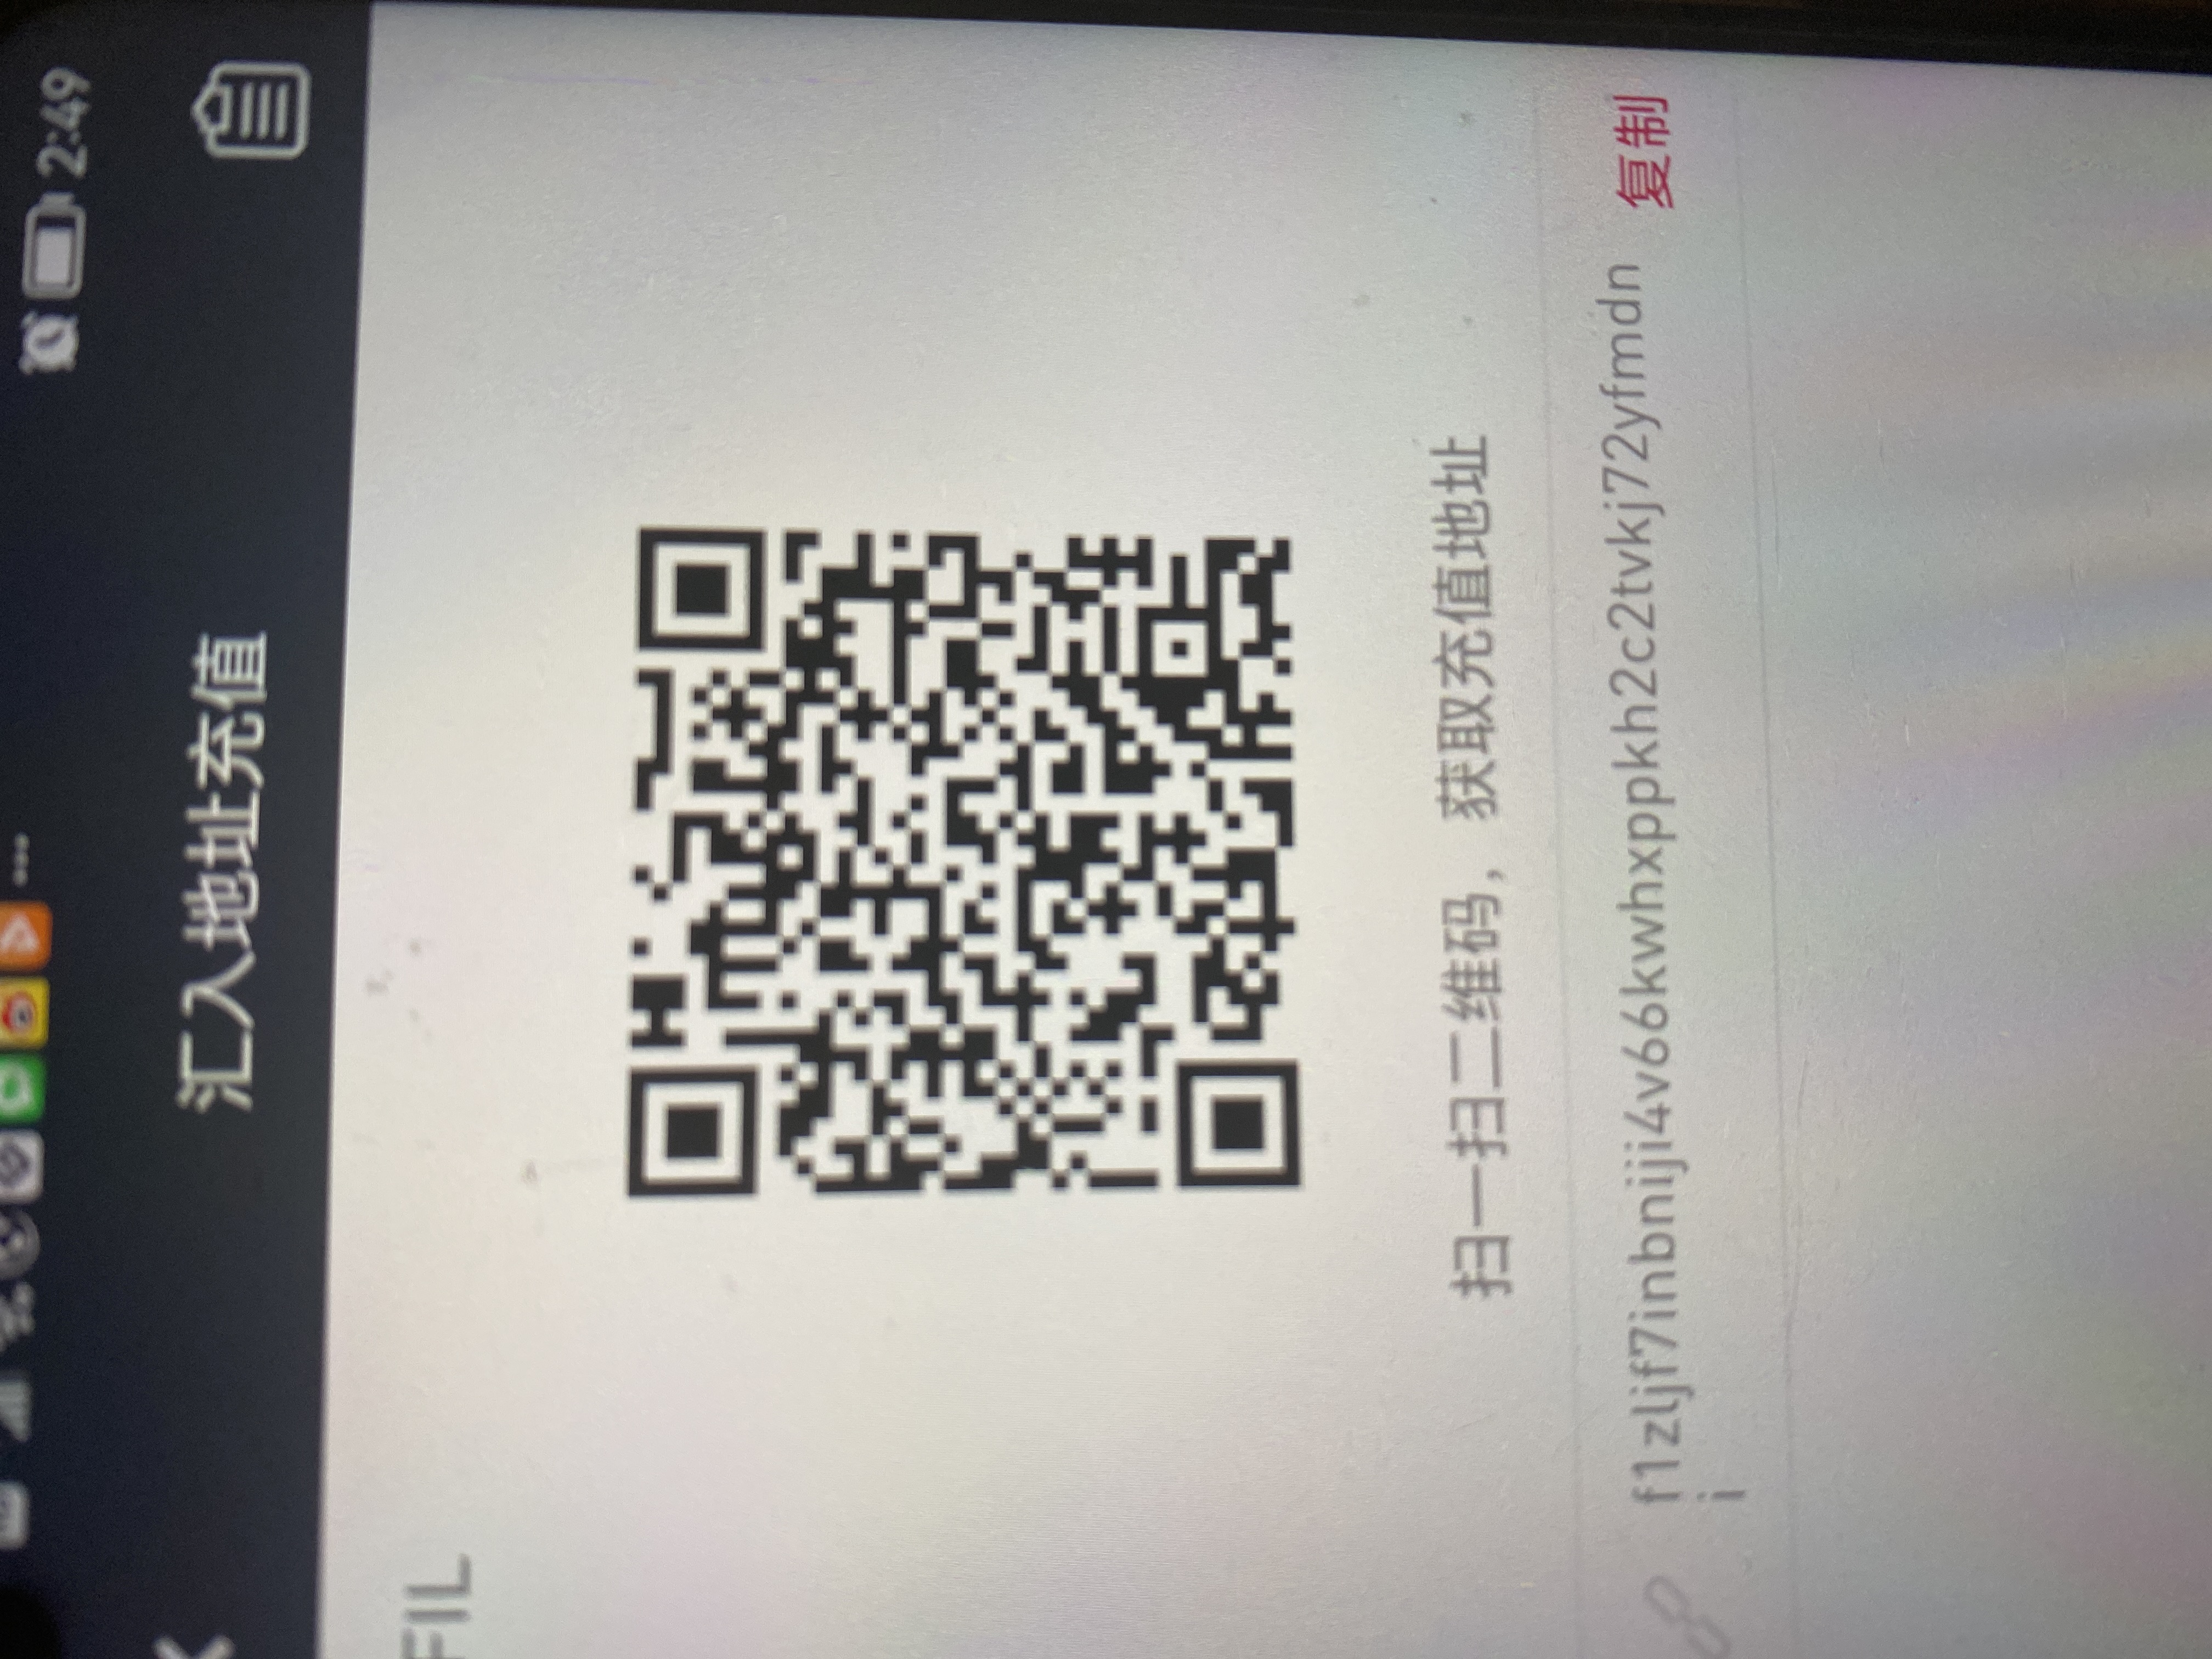 2:49
汇入地址充值
FIL
扫一扫二维码，获取充值地址
f1zljf7inbniji4v66kwhxppkh2c2tvkj72yfmdn
i
复制